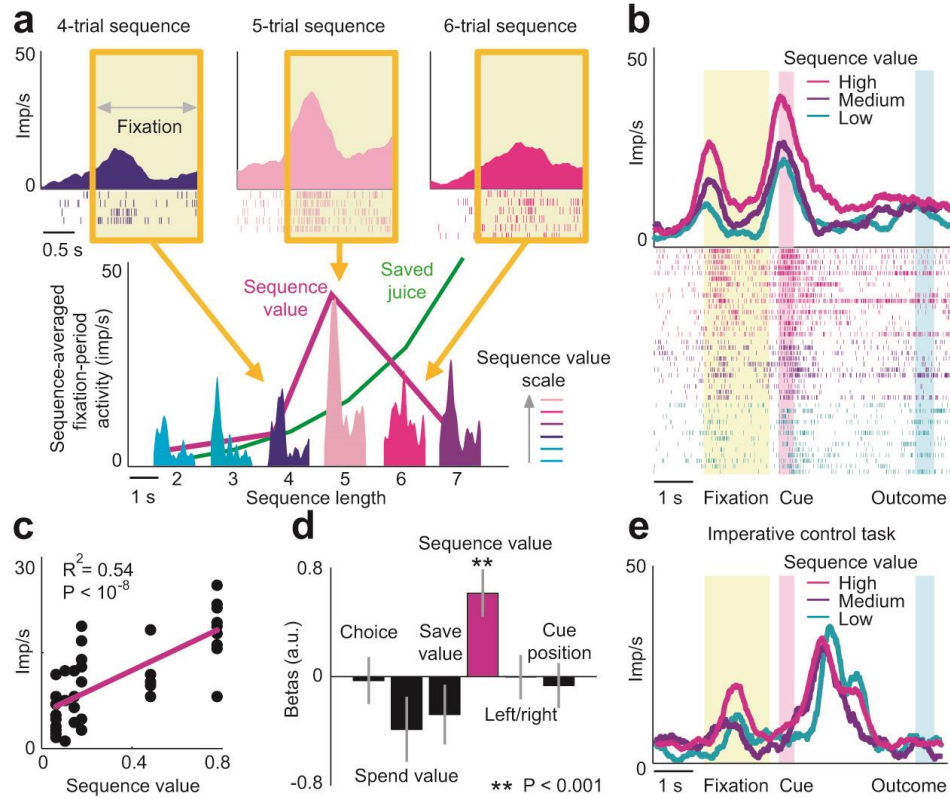 a
4-trial sequence
5-trial sequence
6-trial sequence
50
Imp/s
Fixation
0
0.5 s
50
Sequence-averaged
fixation-period
activity (imp/s)
0
Sequence
value
Saved
juice
Sequence value
scale
2 3 4 5 6 7
1 s
Sequence length
b
50
Imp/s
0
Sequence value
High
Medium
Low
1 s
Fixation Cue Outcome
c
30
R2 = 0.54
P < 10-8
Imp/s
0
0 0.4 0.8
Sequence value
d
Sequence value
0.8
**
Choice
Save
value
Cue
position
Betas (a.u.)
0
Left/right
Spend value
-0.8
** P < 0.001
e
Imperative control task
50
Sequence value
High
Medium
Low
Imp/s
0
1 s
Fixation Cue Outcome